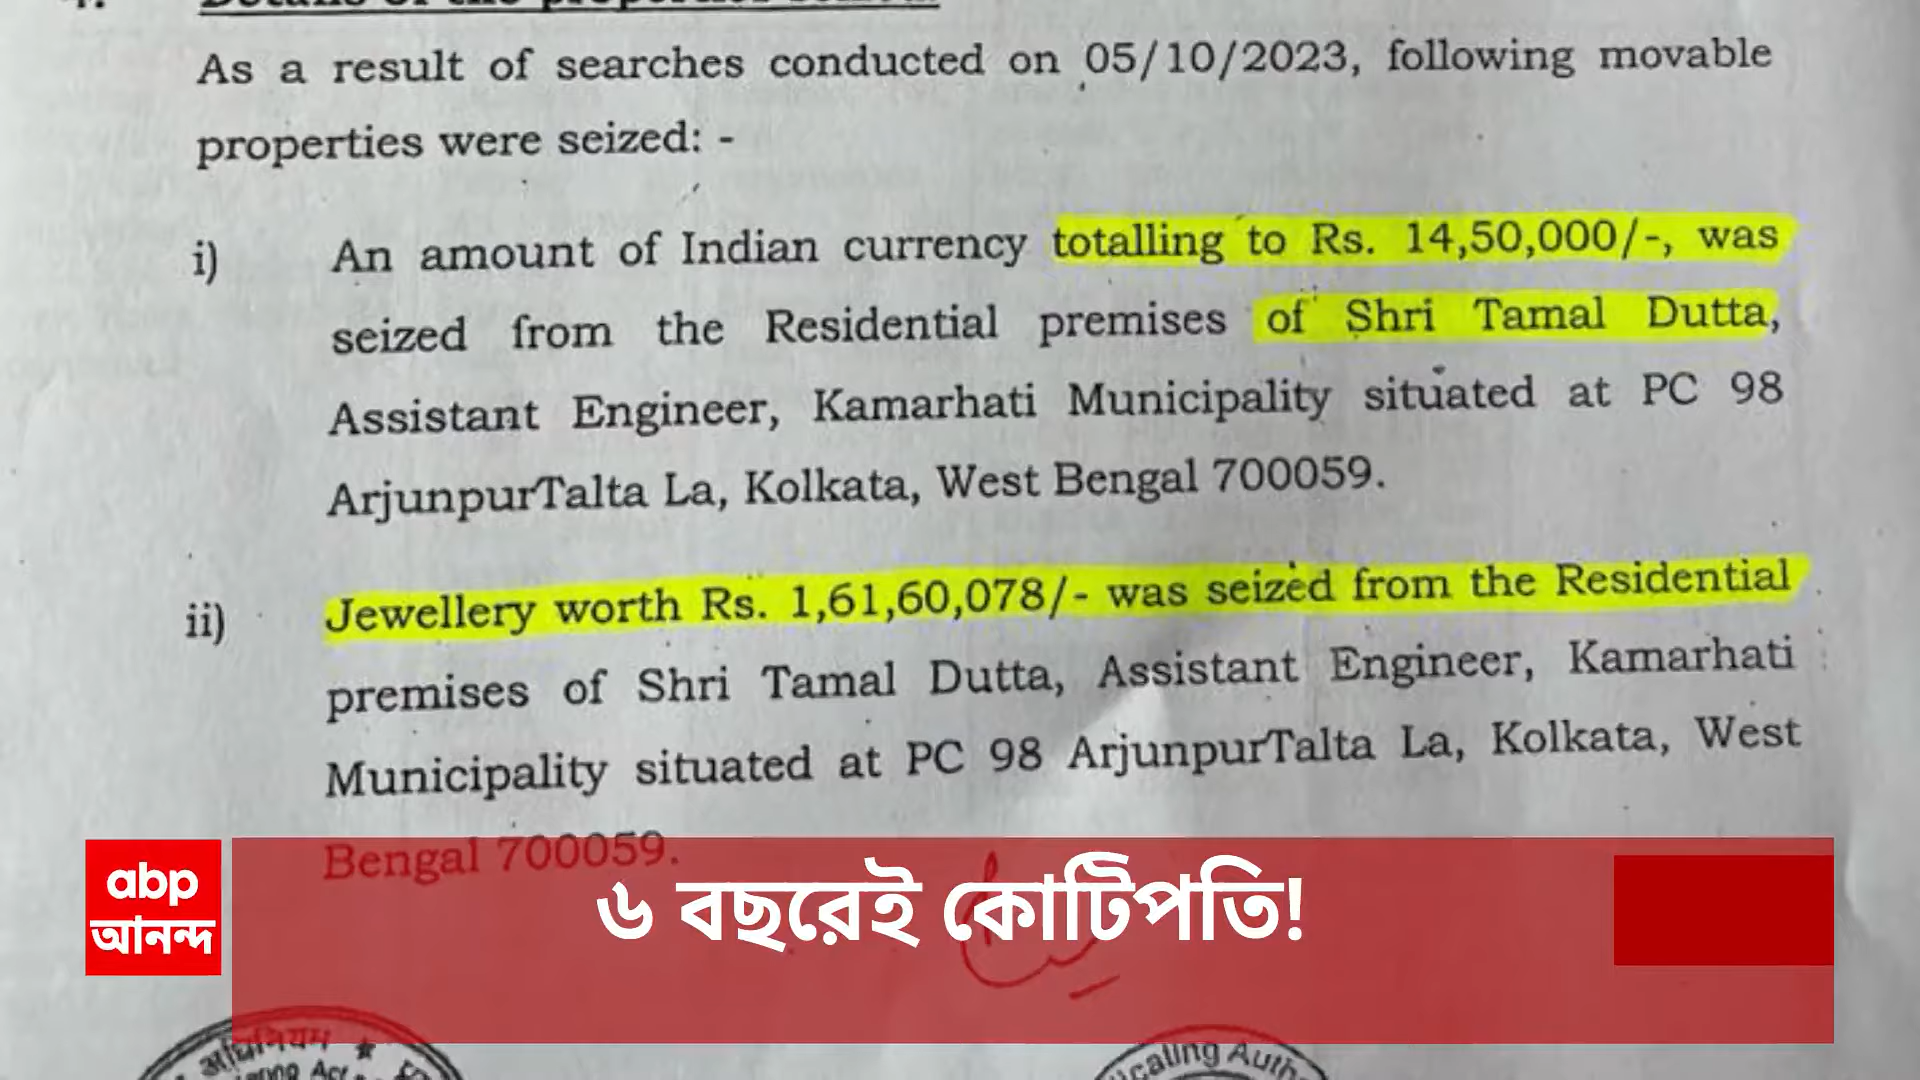 As a result of searches conducted on 05/10/2023, following movable
properties were seized: -
i) An amount of Indian currency totalling to Rs. 14,50,000/-, was
seized from the Residential premises of Shri Tamal Dutta,
Assistant Engineer, Kamarhati Municipality situated at PC 98
ArjunpurTalta La, Kolkata, West Bengal 700059.
ii) Jewellery worth Rs. 1,61,60,078/- was seized from the Residential
premises of Shri Tamal Dutta, Assistant Engineer, Kamarhati
Municipality situated at PC 98 ArjunpurTalta La, Kolkata, West
Bengal 700059.
abp
আনন্দ
৬ বছরেই কোটিপতি!
अधिनियम